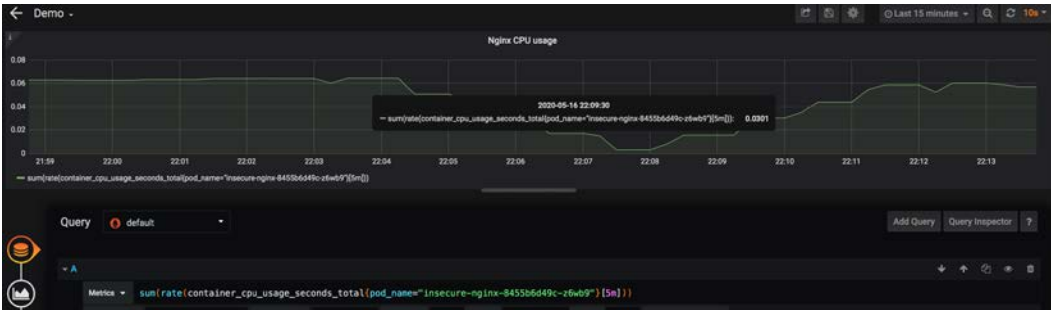 Demo
Last 15 minutes
10s
Nginx CPU usage
0.08
0.06
0.04
0.02
0
2020-05-16 22:09:30
sum(rate(container_cpu_usage_seconds_total{pod_name="insecure-nginx-8455b6d49c-z6wb9"}[5m])): 0.0301
21:59 22:00 22:01 22:02 22:03 22:04 22:05 22:06 22:07 22:08 22:09 22:10 22:11 22:12 22:13
sum(rate(container_cpu_usage_seconds_total{pod_name="insecure-nginx-8455b6d49c-z6wb9"}[5m]))
Query default Add Query Query Inspector ?
A
Metrics sum(rate(container_cpu_usage_seconds_total{pod_name="insecure-nginx-8455b6d49c-z6wb9"}[5m]))